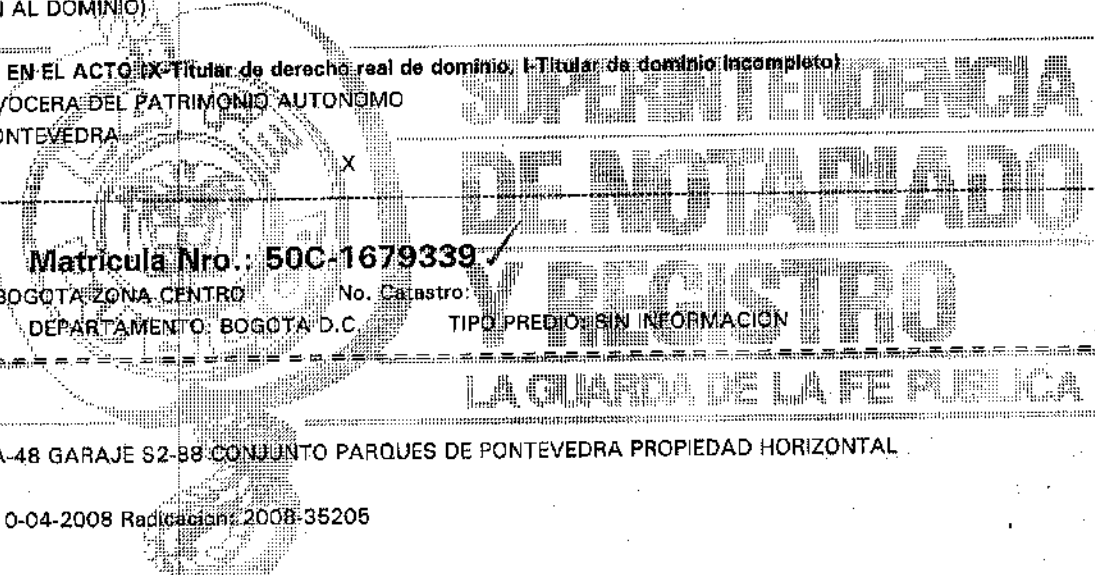 N AL DOMINIO)
EN EL ACTO (X-Titular de derecho real de dominio, I-Titular de dominio incompleto)
VOCERA DEL PATRIMONIO AUTONOMO
ONTEVEDRA
X
SUPERINTENDENCIA
DE NOTARIADO
Y REGISTRO
LA GUARDA DE LA FE PUBLICA
Matricula Nro.: 50C-1679339
BOGOTA ZONA CENTRO No. Catastro:
DEPARTAMENTO: BOGOTA D.C. TIPO PREDIO: SIN INFORMACION
A-48 GARAJE S2-88 CONJUNTO PARQUES DE PONTEVEDRA PROPIEDAD HORIZONTAL
0-04-2008 Radicacion: 2008-35205